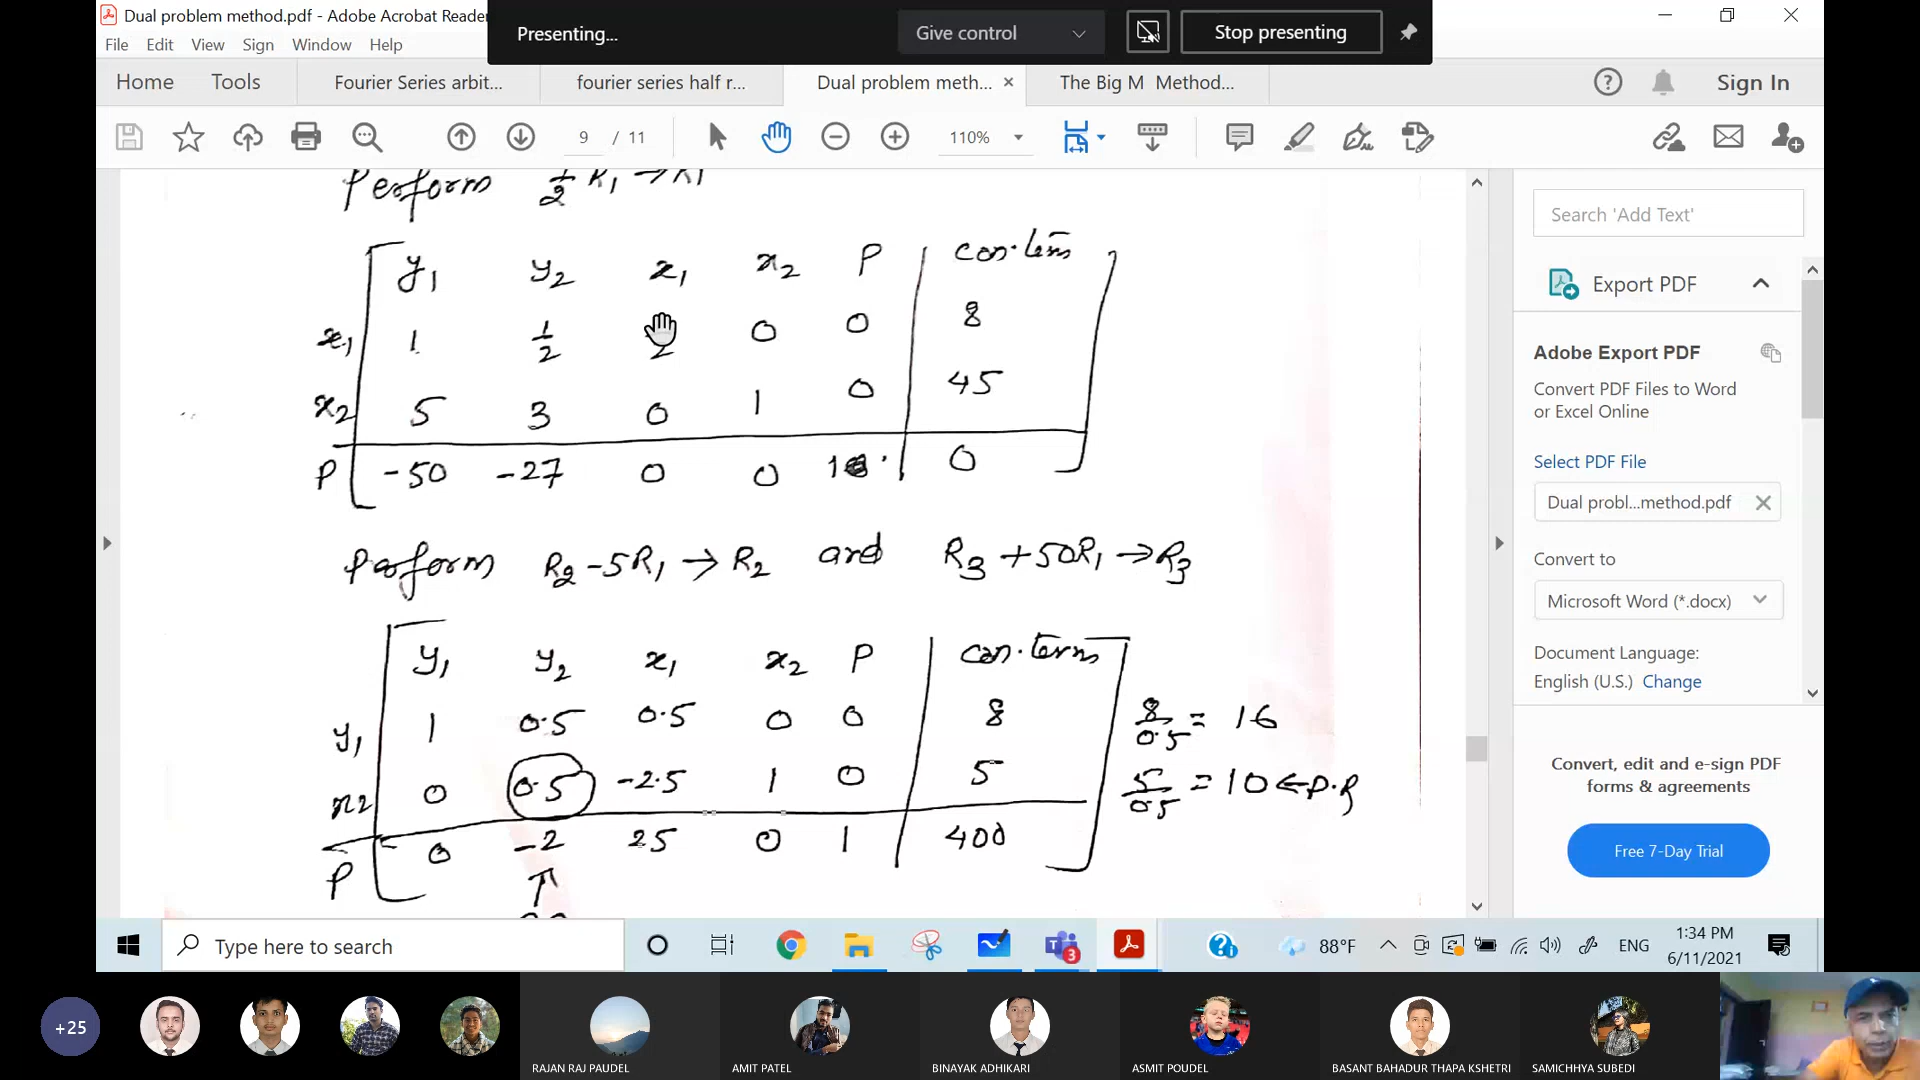 Dual problem method.pdf - Adobe Acrobat Reader
Presenting...
Give control
Stop presenting
File Edit View Sign Window Help
Home Tools Fourier Series arbit... fourier series half r... Dual problem meth... × The Big M Method... Sign In
9 / 11 110%
Perform 1/2 R1 → R1
y1 y2 x1 x2 P con.term
x1 1 1/2 0 0 8
x2 5 3 0 1 0 45
P -50 -27 0 0 1 0
Perform R2 - 5R1 → R2 and R3 + 50R1 → R3
y1 y2 x1 x2 P con.term
y1 1 0.5 0.5 0 0 8 8/0.5 = 16
x2 0 0.5 -2.5 1 0 5 5/0.5 = 10 ← P.R
P 0 -2 25 0 1 400
↑
Search 'Add Text'
Export PDF
Adobe Export PDF
Convert PDF Files to Word
or Excel Online
Select PDF File
Dual probl...method.pdf
Convert to
Microsoft Word (*.docx)
Document Language:
English (U.S.) Change
Convert, edit and e-sign PDF
forms & agreements
Free 7-Day Trial
Type here to search
3
88°F
ENG
1:34 PM
6/11/2021
+25
RAJAN RAJ PAUDEL AMIT PATEL BINAYAK ADHIKARI ASMIT POUDEL BASANT BAHADUR THAPA KSHETRI SAMICHHYA SUBEDI